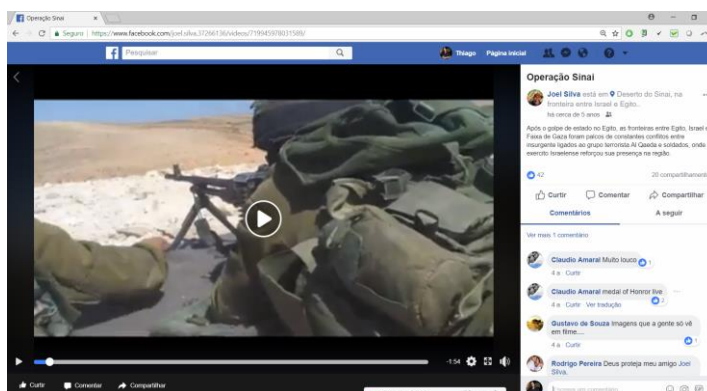 Operação Sinai
Seguro | https://www.facebook.com/joel.silva.37266136/videos/719945978031589/
Pesquisar
Thiago Página inicial
Operação Sinai
Joel Silva está em Deserto do Sinai, na
fronteira entre Israel e Egito..
há cerca de 5 anos
Após o golpe de estado no Egito, as fronteiras entre Egito, Israel e
Faixa de Gaza foram palcos de constantes conflitos entre
insurgente ligados ao grupo terrorista Al Qaeda e soldados, onde
exercito Israelense reforçou sua presença na região.
42 20 compartilhament
Curtir Comentar Compartilhar
Comentários A seguir
Ver mais 1 comentário
Claudio Amaral Muito louco
1
4 a Curtir
Claudio Amaral medal of Honror live
2
4 a Curtir Ver tradução
Gustavo de Souza Imagens que a gente só vê
em filme....
1
4 a Curtir
Rodrigo Pereira Deus proteja meu amigo Joel
Silva.
-1:54
Curtir Comentar Compartilhar